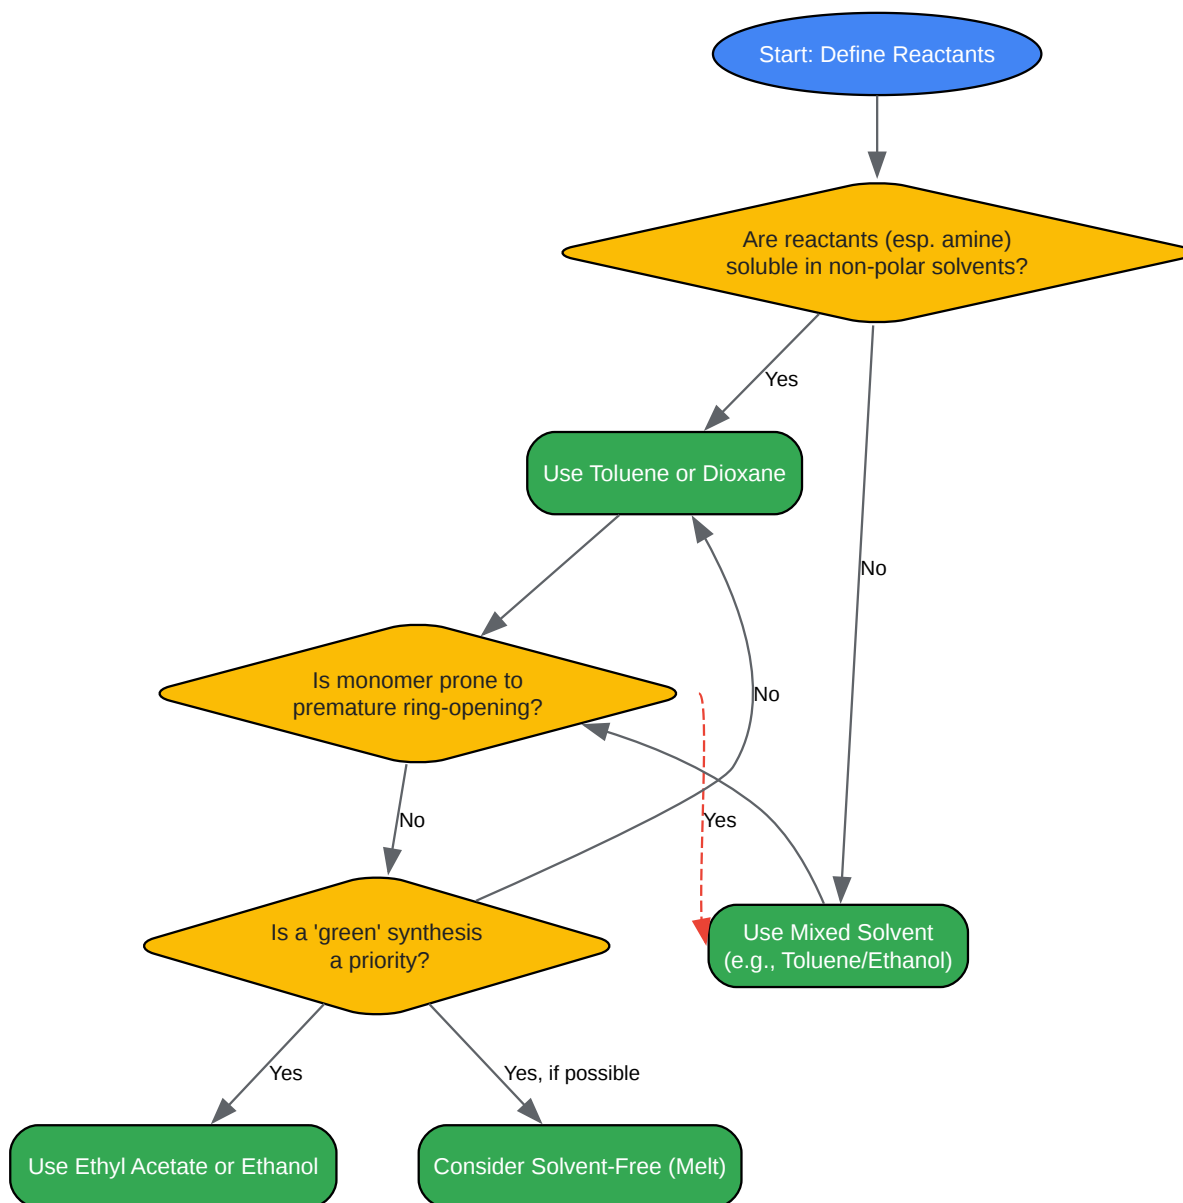 Start: Define Reactants
Are reactants (esp. amine)
soluble in non-polar solvents?
Yes
Use Toluene or Dioxane
No
Is monomer prone to
premature ring-opening?
No
No
Yes
Is a 'green' synthesis
a priority?
Use Mixed Solvent
(e.g., Toluene/Ethanol)
Yes
Yes, if possible
Use Ethyl Acetate or Ethanol
Consider Solvent-Free (Melt)